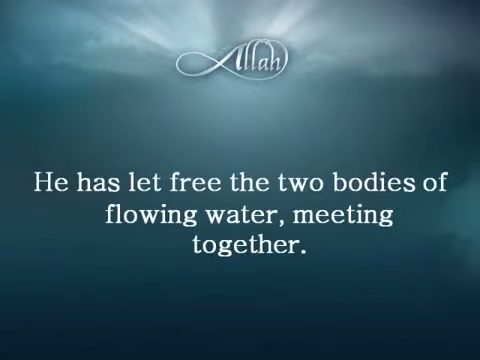 Allah
He has let free the two bodies of
flowing water, meeting
together.